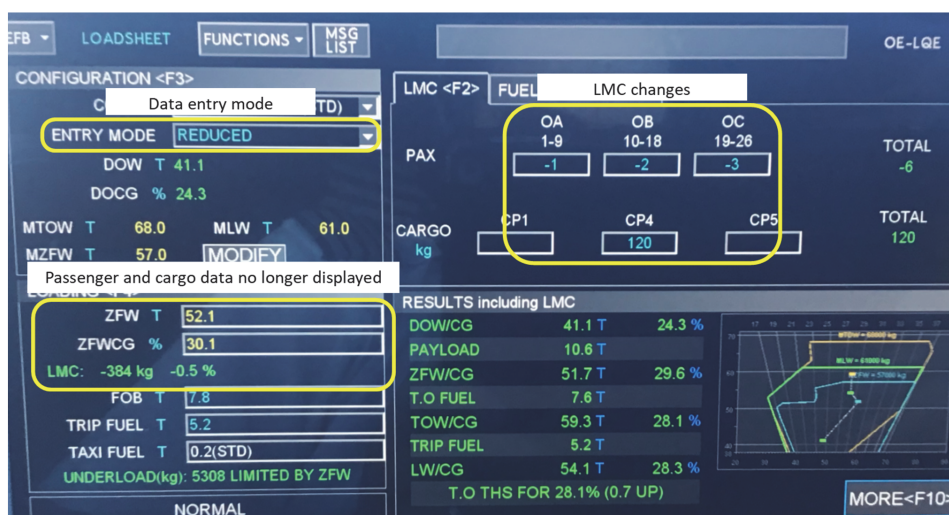 EFB LOADSHEET FUNCTIONS MSG LIST
OE-LQE
CONFIGURATION <F3>
Data entry mode
TD)
ENTRY MODE REDUCED
DOW T 41.1
DOCG % 24.3
MTOW T 68.0 MLW T 61.0
MZFW T 57.0 MODIFY
Passenger and cargo data no longer displayed
ZFW T 52.1
ZFWCG % 30.1
LMC: -384 kg -0.5 %
FOB T 7.8
TRIP FUEL T 5.2
TAXI FUEL T 0.2(STD)
UNDERLOAD(kg): 5308 LIMITED BY ZFW
NORMAL
LMC <F2> FUEL
LMC changes
OA OB OC
1-9 10-18 19-26 TOTAL
PAX -1 -2 -3 -6
CP1 CP4 CP5 TOTAL
CARGO kg 120 120
RESULTS including LMC
DOW/CG 41.1 T 24.3 %
PAYLOAD 10.6 T
ZFW/CG 51.7 T 29.6 %
T.O FUEL 7.6 T
TOW/CG 59.3 T 28.1 %
TRIP FUEL 5.2 T
LW/CG 54.1 T 28.3 %
T.O THS FOR 28.1% (0.7 UP)
MLW = 61000 kg
ZFW = 57000 kg
MORE<F10>